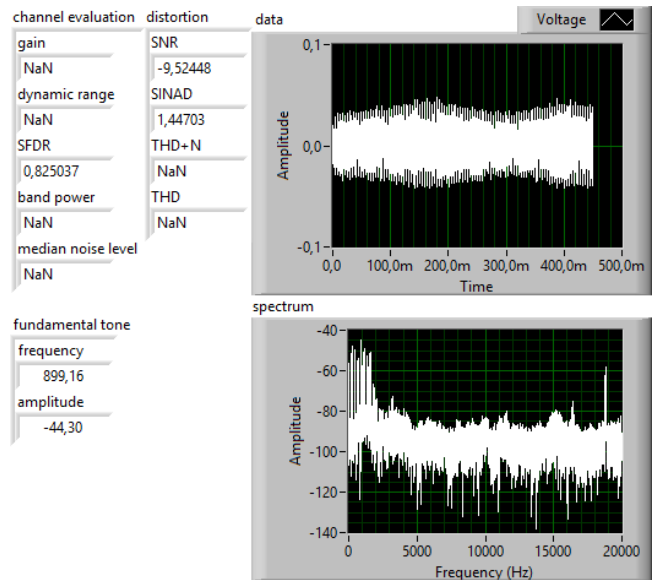 channel evaluation
gain
NaN
dynamic range
NaN
SFDR
0,825037
band power
NaN
median noise level
NaN
distortion
SNR
-9,52448
SINAD
1,44703
THD+N
NaN
THD
NaN
data
Voltage
0,1
0,0
-0,1
Amplitude
0,0 100,0m 200,0m 300,0m 400,0m 500,0m
Time
fundamental tone
frequency
899,16
amplitude
-44,30
spectrum
-40
-60
-80
-100
-120
-140
Amplitude
0 5000 10000 15000 20000
Frequency (Hz)